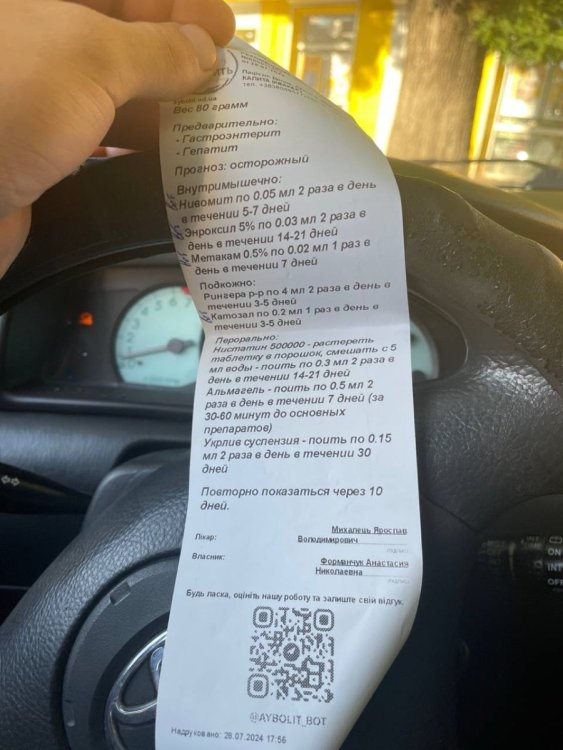 Вес 80 грамм
Предварительно:
- Гастроэнтерит
- Гепатит
Прогноз: осторожный
Внутримышечно:
Нивомит по 0.05 мл 2 раза в день
в течении 5-7 дней
Энроксил 5% по 0.03 мл 2 раза в
день в течении 14-21 дней
Метакам 0.5% по 0.02 мл 1 раз в
день в течении 7 дней
Подкожно:
Рингера р-р по 4 мл 2 раза в день в
течении 3-5 дней
Катозал по 0.2 мл 1 раз в день в
течении 3-5 дней
Перорально:
Нистатин 500000 - растереть
таблетку в порошок, смешать с 5
мл воды - поить по 0.3 мл 2 раза в
день в течении 14-21 дней
Альмагель - поить по 0.5 мл 2
раза в день в течении 7 дней (за
30-60 минут до основных
препаратов)
Укрлив суспензия - поить по 0.15
мл 2 раза в день в течении 30
дней
Повторно показаться через 10
дней.
Лікар:
Михалець Ярослав
Володимирович
Власник:
Форманчук Анастасия
Николаевна
Будь ласка, оцініть нашу роботу та залиште свій відгук.
@AYBOLIT_BOT
Надруковано: 28.07.2024 17:56
ON
INT
OFF